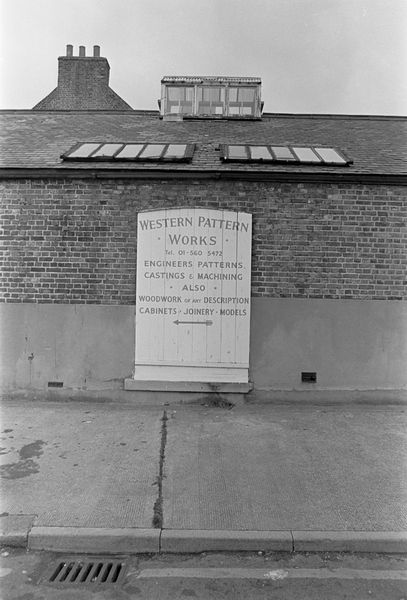 WESTERN PATTERN
· WORKS ·
Tel. 01-560 5472
ENGINEERS PATTERNS
CASTINGS & MACHINING
· ALSO ·
WOODWORK OF ANY DESCRIPTION
CABINETS · JOINERY · MODELS